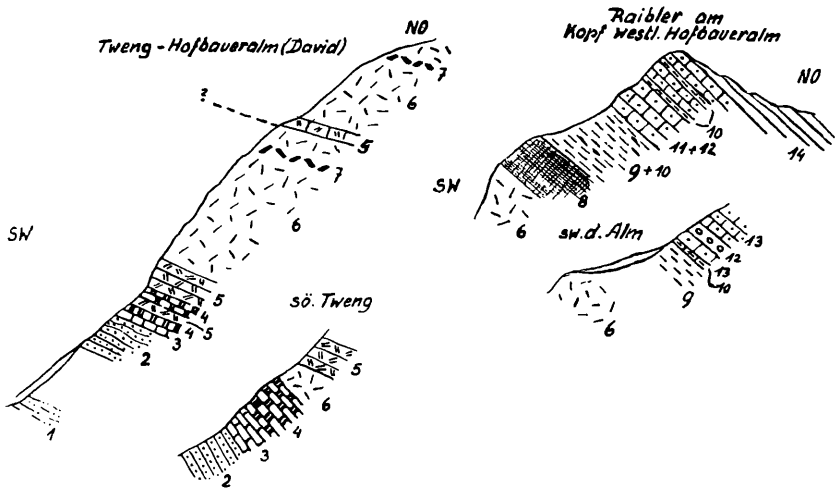 Tweng - Hofbaueralm (David)
NO
?
7
6
5
7
6
SW
5
4
4
5
3
2
1
sö. Tweng
5
6
4
3
2
Raibler am
Kopf westl. Hofbaueralm
NO
10
11 + 12
14
9 + 10
8
SW
6
sw. d. Alm
13
12
13
10
9
6